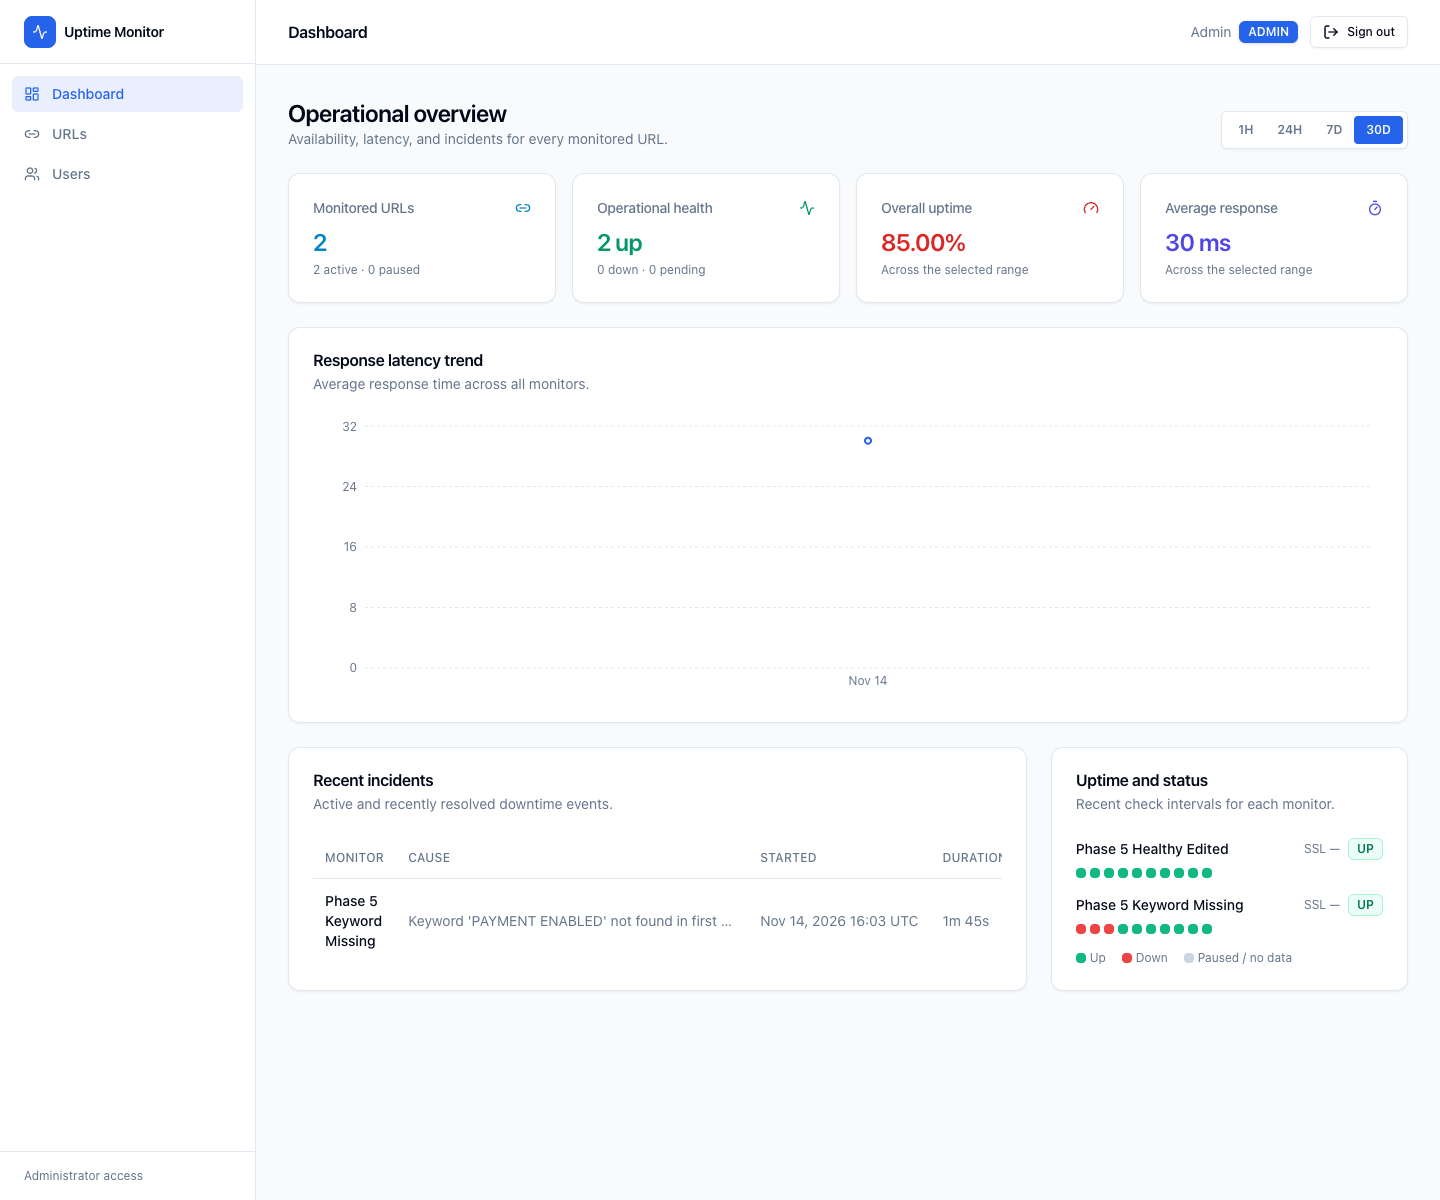 Uptime Monitor
Dashboard
Admin
ADMIN
Sign out
Dashboard
URLs
Users
Operational overview
Availability, latency, and incidents for every monitored URL.
1H 24H 7D 30D
Monitored URLs
2
2 active · 0 paused
Operational health
2 up
0 down · 0 pending
Overall uptime
85.00%
Across the selected range
Average response
30 ms
Across the selected range
Response latency trend
Average response time across all monitors.
32
24
16
8
0
Nov 14
Recent incidents
Active and recently resolved downtime events.
MONITOR CAUSE STARTED DURATION
Phase 5
Keyword
Missing
Keyword 'PAYMENT ENABLED' not found in first ...
Nov 14, 2026 16:03 UTC
1m 45s
Uptime and status
Recent check intervals for each monitor.
Phase 5 Healthy Edited SSL — UP
Phase 5 Keyword Missing SSL — UP
Up Down Paused / no data
Administrator access